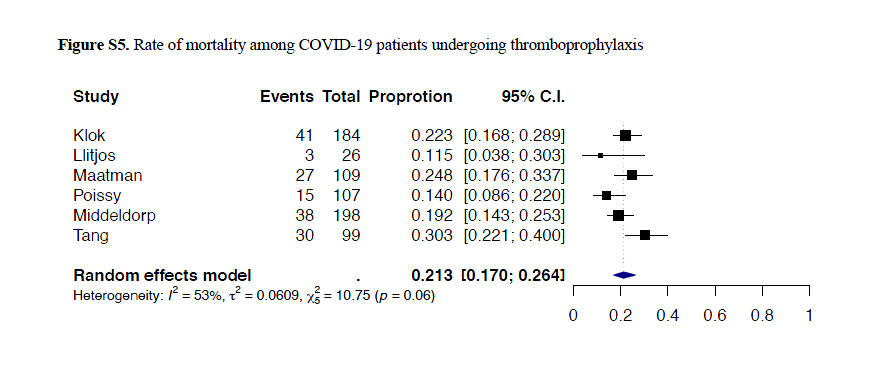 Figure S5. Rate of mortality among COVID-19 patients undergoing thromboprophylaxis
Study Events Total Proprotion 95% C.I.
Klok 41 184 0.223 [0.168; 0.289]
Llitjos 3 26 0.115 [0.038; 0.303]
Maatman 27 109 0.248 [0.176; 0.337]
Poissy 15 107 0.140 [0.086; 0.220]
Middeldorp 38 198 0.192 [0.143; 0.253]
Tang 30 99 0.303 [0.221; 0.400]
Random effects model . 0.213 [0.170; 0.264]
Heterogeneity: I² = 53%, τ² = 0.0609, χ²₅ = 10.75 (p = 0.06)
0 0.2 0.4 0.6 0.8 1